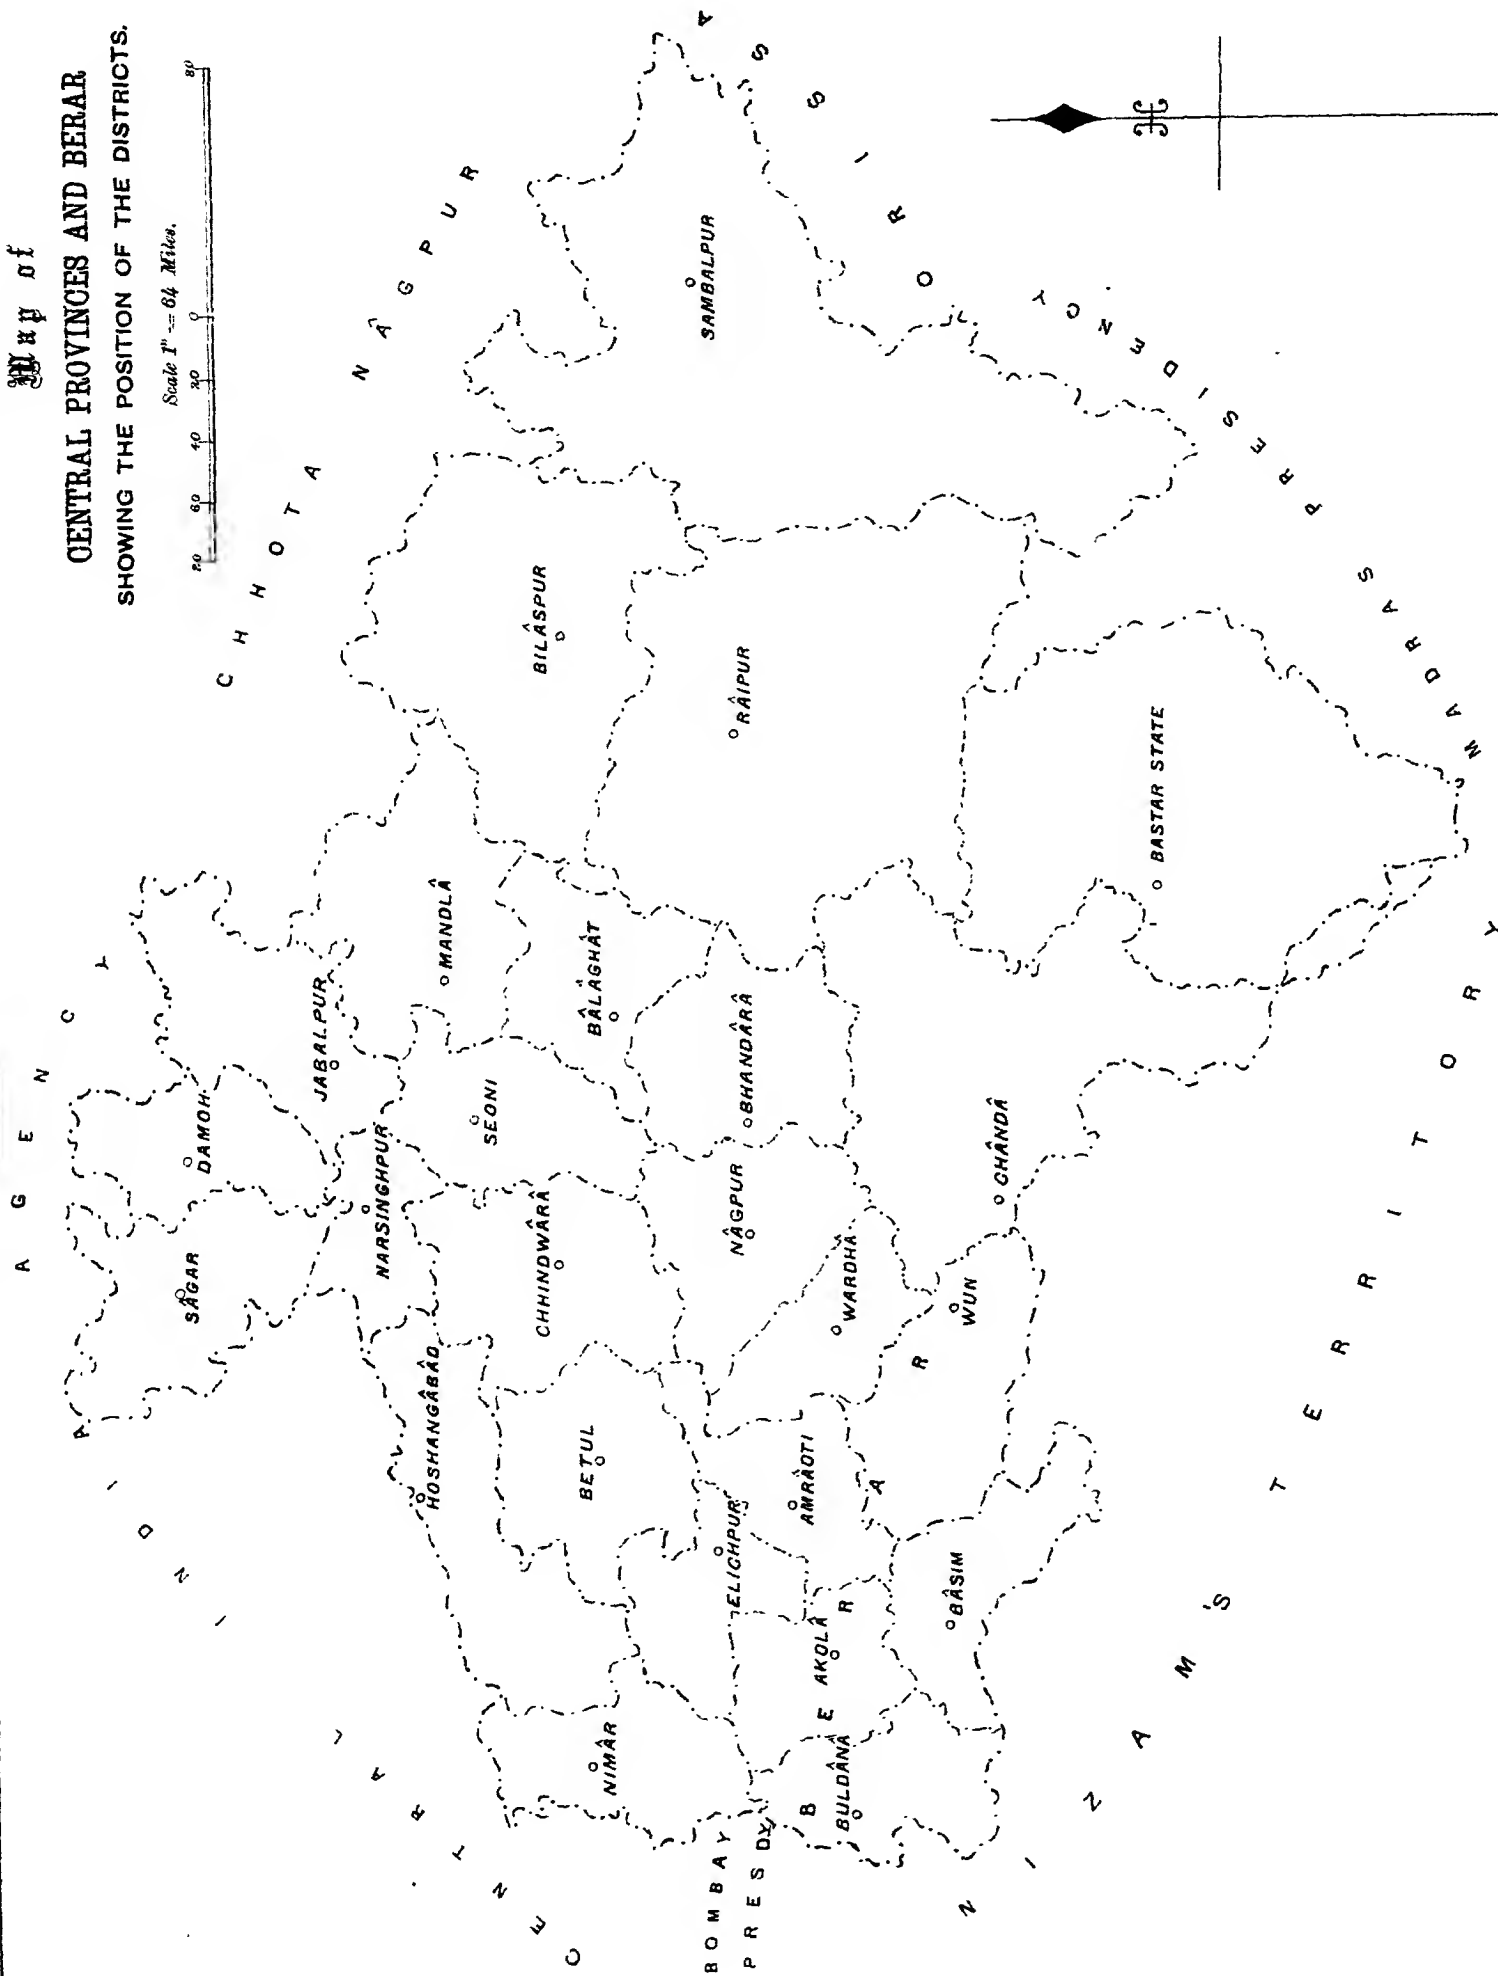 Map of
CENTRAL PROVINCES AND BERAR
SHOWING THE POSITION OF THE DISTRICTS.
Scale 1" = 64 Miles.
80 60 40 20 0 80
CENTRAL INDIA AGENCY
CHHOTA NÂGPUR
ORISSA
MADRAS PRESIDENCY
NIZAM'S TERRITORY
BOMBAY
PRESDY
BERAR
SÂGAR
DAMOH
JABALPUR
NARSINGHPUR
MANDLÂ
SEONI
HOSHANGÂBÂD
CHHINDWÂRÂ
BETUL
NIMÂR
BÂLÂGHÂT
BILÂSPUR
SAMBALPUR
RÂIPUR
BHANDÂRÂ
NÂGPUR
WARDHÂ
CHÂNDÂ
BASTAR STATE
ELICHPUR
AMRÂOTI
AKOLÂ
BULDÂNÂ
BÂSIM
WUN